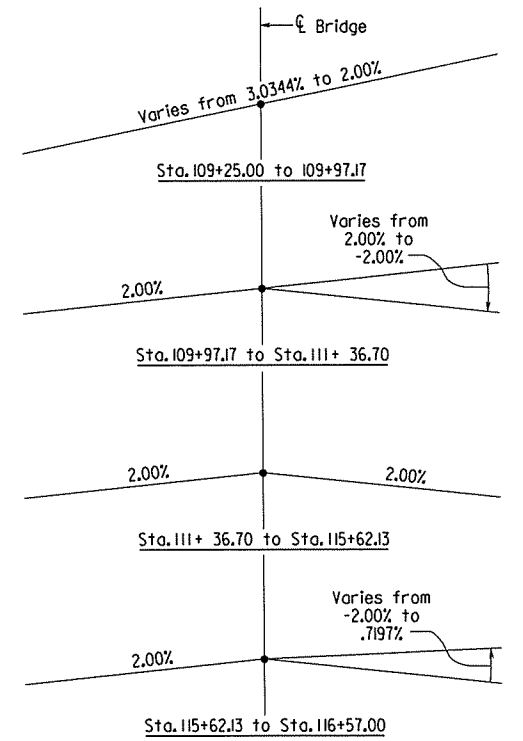 ℄ Bridge
Varies from 3.0344% to 2.00%
Sta. 109+25.00 to 109+97.17
Varies from
2.00% to
-2.00%
2.00%
Sta. 109+97.17 to Sta. 111+ 36.70
2.00%
2.00%
Sta. 111+ 36.70 to Sta. 115+62.13
Varies from
-2.00% to
.7197%
2.00%
Sta. 115+62.13 to Sta. 116+57.00